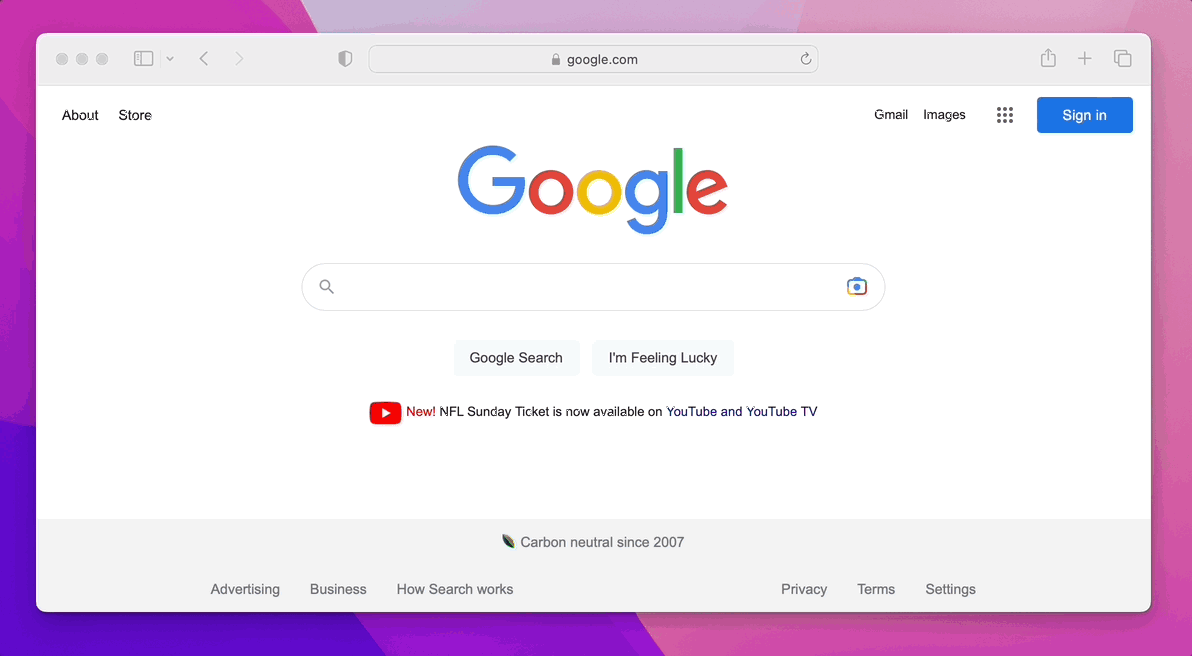 google.com
About Store Gmail Images Sign in
Google
Google Search I'm Feeling Lucky
New! NFL Sunday Ticket is now available on YouTube and YouTube TV
Carbon neutral since 2007
Advertising Business How Search works Privacy Terms Settings